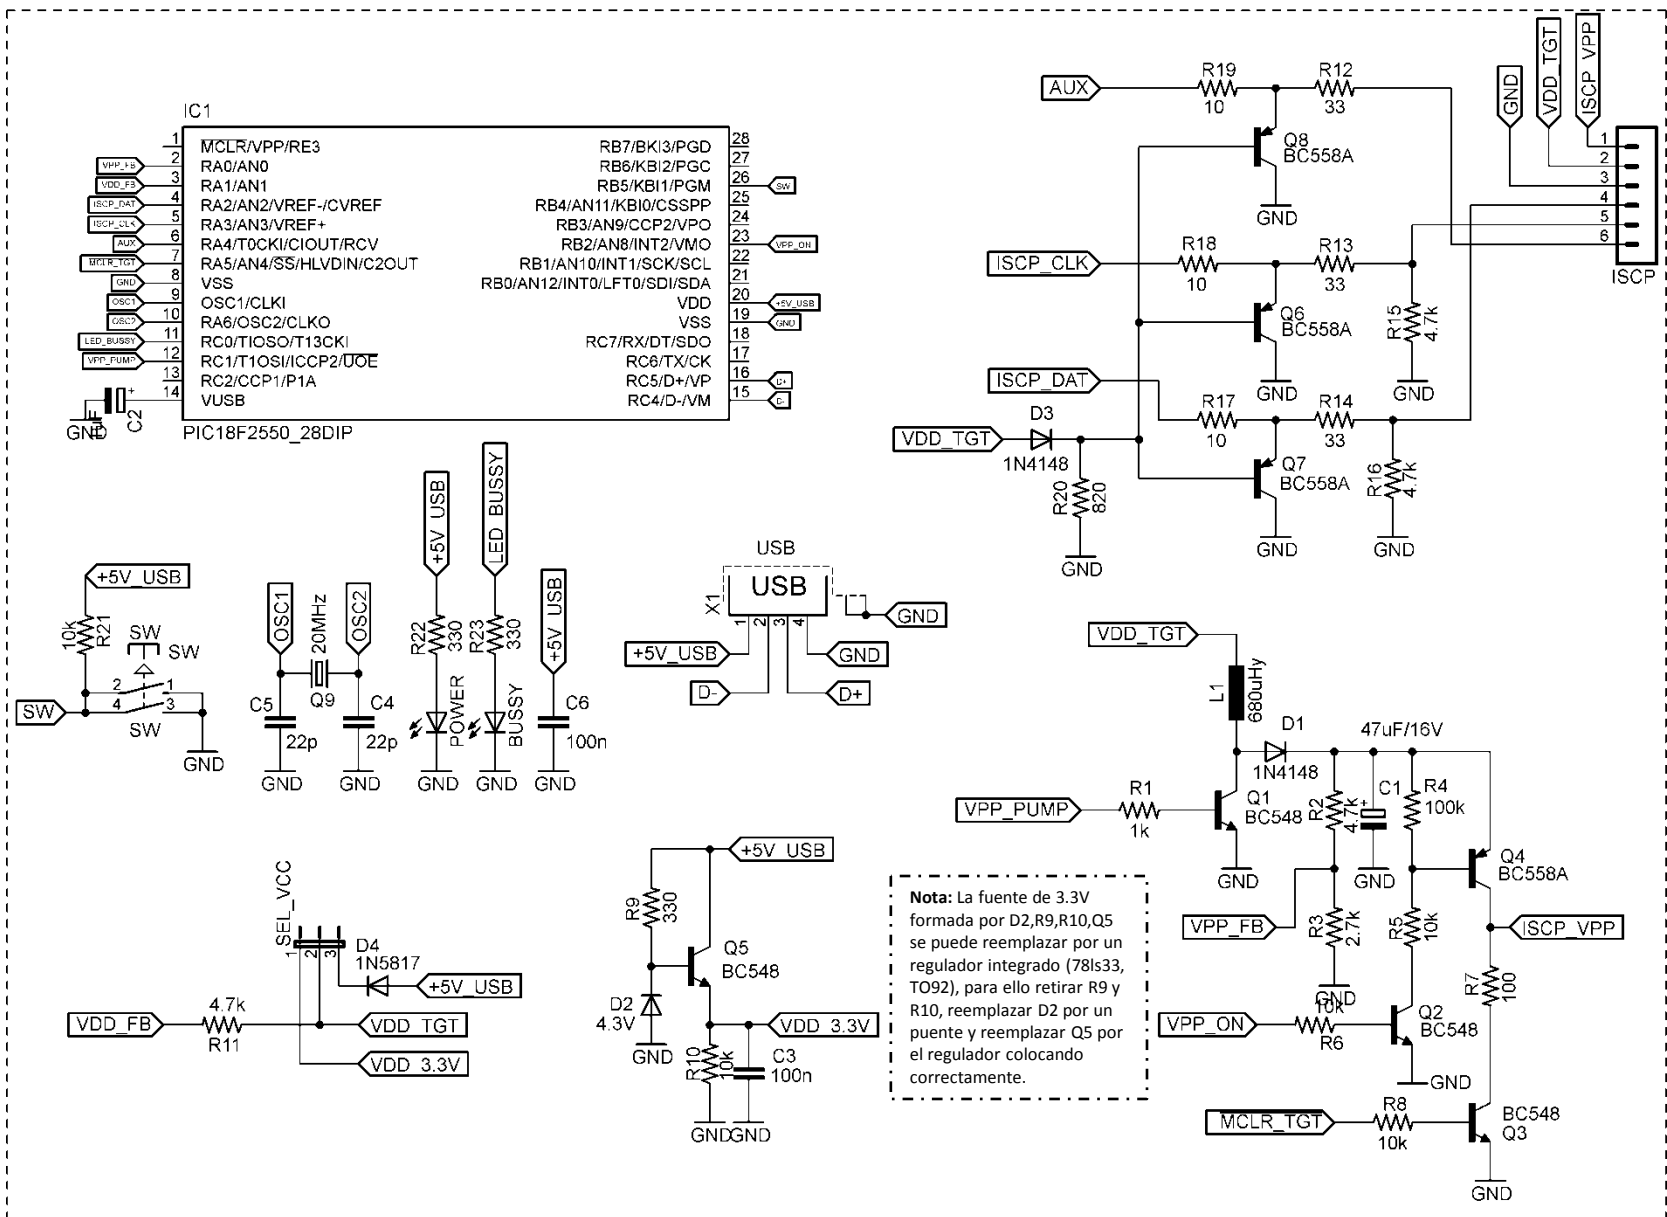 IC1
1 MCLR/VPP/RE3 RB7/BKI3/PGD 28
VPP_FB 2 RA0/AN0 RB6/KBI2/PGC 27
VDD_FB 3 RA1/AN1 RB5/KBI1/PGM 26 SW
ISCP_DAT 4 RA2/AN2/VREF-/CVREF RB4/AN11/KBI0/CSSPP 25
ISCP_CLK 5 RA3/AN3/VREF+ RB3/AN9/CCP2/VPO 24
AUX 6 RA4/T0CKI/CIOUT/RCV RB2/AN8/INT2/VMO 23 VPP_ON
MCLR_TGT 7 RA5/AN4/SS/HLVDIN/C2OUT RB1/AN10/INT1/SCK/SCL 22
GND 8 VSS RB0/AN12/INT0/LFT0/SDI/SDA 21
OSC1 9 OSC1/CLKI VDD 20 +5V_USB
OSC2 10 RA6/OSC2/CLKO VSS 19 GND
LED_BUSSY 11 RC0/TIOSO/T13CKI RC7/RX/DT/SDO 18
VPP_PUMP 12 RC1/T1OSI/ICCP2/UOE RC6/TX/CK 17
13 RC2/CCP1/P1A RC5/D+/VP 16 D+
14 VUSB RC4/D-/VM 15 D-
GND C2 +
PIC18F2550_28DIP
AUX
R19
10
R12
33
Q8
BC558A
GND
GND
VDD_TGT
ISCP_VPP
1
2
3
4
5
6
ISCP
ISCP_CLK
R18
10
R13
33
Q6
BC558A
GND
R15
4.7k
GND
ISCP_DAT
R17
10
R14
33
VDD_TGT
D3
1N4148
R20
820
GND
Q7
BC558A
GND
R16
4.7k
GND
+5V_USB
10k
R21
SW
SW
2 1
4 3
SW
SW
GND
OSC1
20MHz
OSC2
Q9
C5
22p
C4
22p
GND
GND
+5V_USB
R22
330
POWER
GND
LED_BUSSY
R23
330
BUSSY
GND
+5V_USB
C6
100n
GND
USB
USB
X1
1 2 3 4
GND
+5V_USB
GND
D-
D+
VDD_TGT
L1
680uHy
D1
1N4148
47uF/16V
VPP_PUMP
R1
1k
Q1
BC548
GND
R2
4.7k
C1
+
GND
R4
100k
Q4
BC558A
VPP_FB
R3
2.7k
GND
R5
10k
ISCP_VPP
R7
100
VPP_ON
10k
R6
Q2
BC548
GND
MCLR_TGT
R8
10k
BC548
Q3
GND
SEL_VCC
1 2 3
D4
1N5817
+5V_USB
VDD_FB
4.7k
R11
VDD_TGT
VDD_3.3V
+5V_USB
R9
330
Q5
BC548
D2
4.3V
GND
VDD_3.3V
R10
10k
C3
100n
GND
GND
Nota: La fuente de 3.3V
formada por D2,R9,R10,Q5
se puede reemplazar por un
regulador integrado (78ls33,
TO92), para ello retirar R9 y
R10, reemplazar D2 por un
puente y reemplazar Q5 por
el regulador colocando
correctamente.